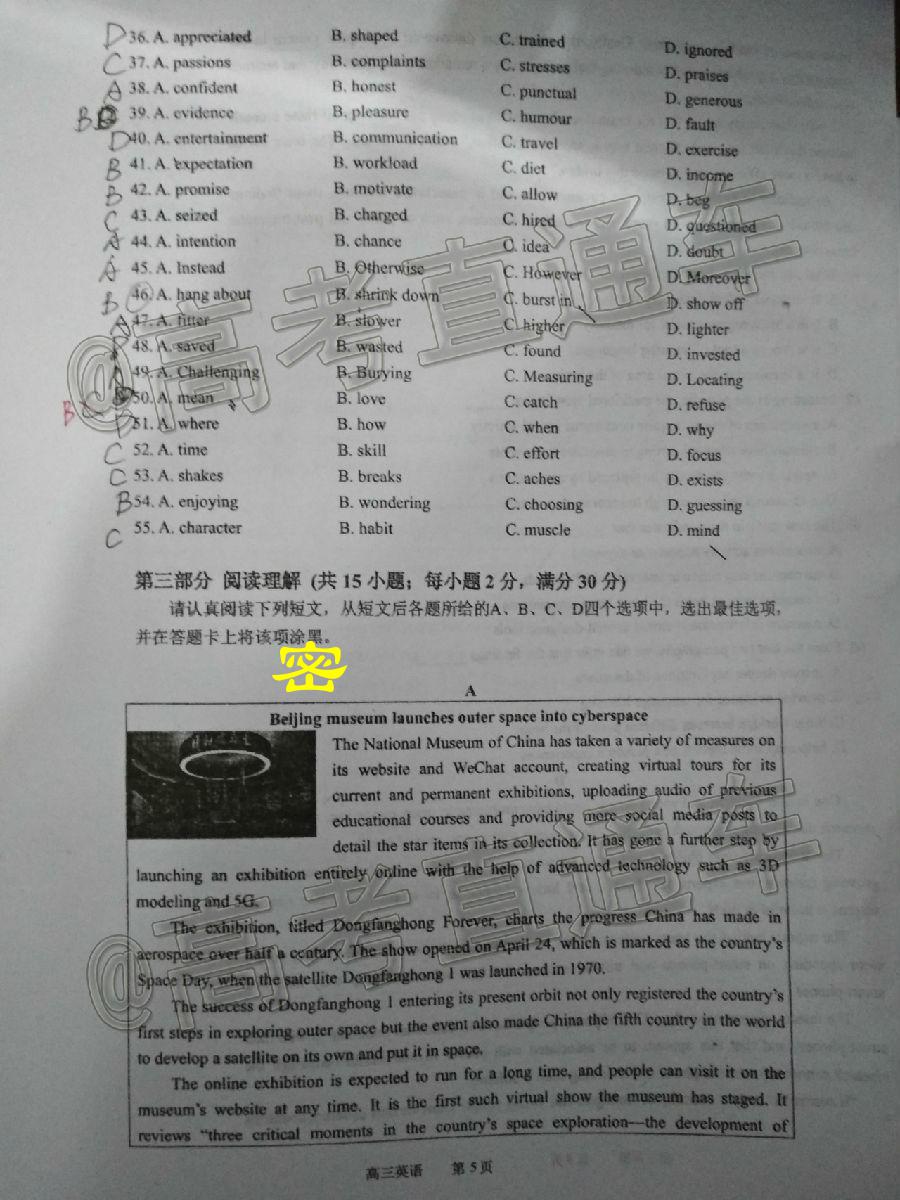 D 36. A. appreciated B. shaped C. trained D. ignored
C 37. A. passions B. complaints C. stresses D. praises
A 38. A. confident B. honest C. punctual D. generous
B 39. A. evidence B. pleasure C. humour D. fault
D 40. A. entertainment B. communication C. travel D. exercise
B 41. A. expectation B. workload C. diet D. income
B 42. A. promise B. motivate C. allow D. beg
C 43. A. seized B. charged C. hired D. questioned
A 44. A. intention B. chance C. idea D. doubt
A 45. A. Instead B. Otherwise C. However D. Moreover
B 46. A. hang about B. shrink down C. burst in D. show off
A 47. A. fitter B. slower C. higher D. lighter
48. A. saved B. wasted C. found D. invested
A 49. A. Challenging B. Burying C. Measuring D. Locating
B 50. A. mean B. love C. catch D. refuse
D 51. A. where B. how C. when D. why
C 52. A. time B. skill C. effort D. focus
C 53. A. shakes B. breaks C. aches D. exists
B 54. A. enjoying B. wondering C. choosing D. guessing
C 55. A. character B. habit C. muscle D. mind
@高考直通车
第三部分 阅读理解 (共 15 小题；每小题 2 分，满分 30 分)
请认真阅读下列短文，从短文后各题所给的A、B、C、D四个选项中，选出最佳选项，
并在答题卡上将该项涂黑。
密
A
Beijing museum launches outer space into cyberspace
The National Museum of China has taken a variety of measures on
its website and WeChat account, creating virtual tours for its
current and permanent exhibitions, uploading audio of previous
educational courses and providing more social media posts to
detail the star items in its collection. It has gone a further step by
launching an exhibition entirely online with the help of advanced technology such as 3D
modeling and 5G.
The exhibition, titled Dongfanghong Forever, charts the progress China has made in
aerospace over half a century. The show opened on April 24, which is marked as the country's
Space Day, when the satellite Dongfanghong 1 was launched in 1970.
The success of Dongfanghong 1 entering its present orbit not only registered the country's
first steps in exploring outer space but the event also made China the fifth country in the world
to develop a satellite on its own and put it in space.
The online exhibition is expected to run for a long time, and people can visit it on the
museum's website at any time. It is the first such virtual show the museum has staged. It
reviews "three critical moments in the country's space exploration—the development of
@高考直通车
高三英语 第 5 页